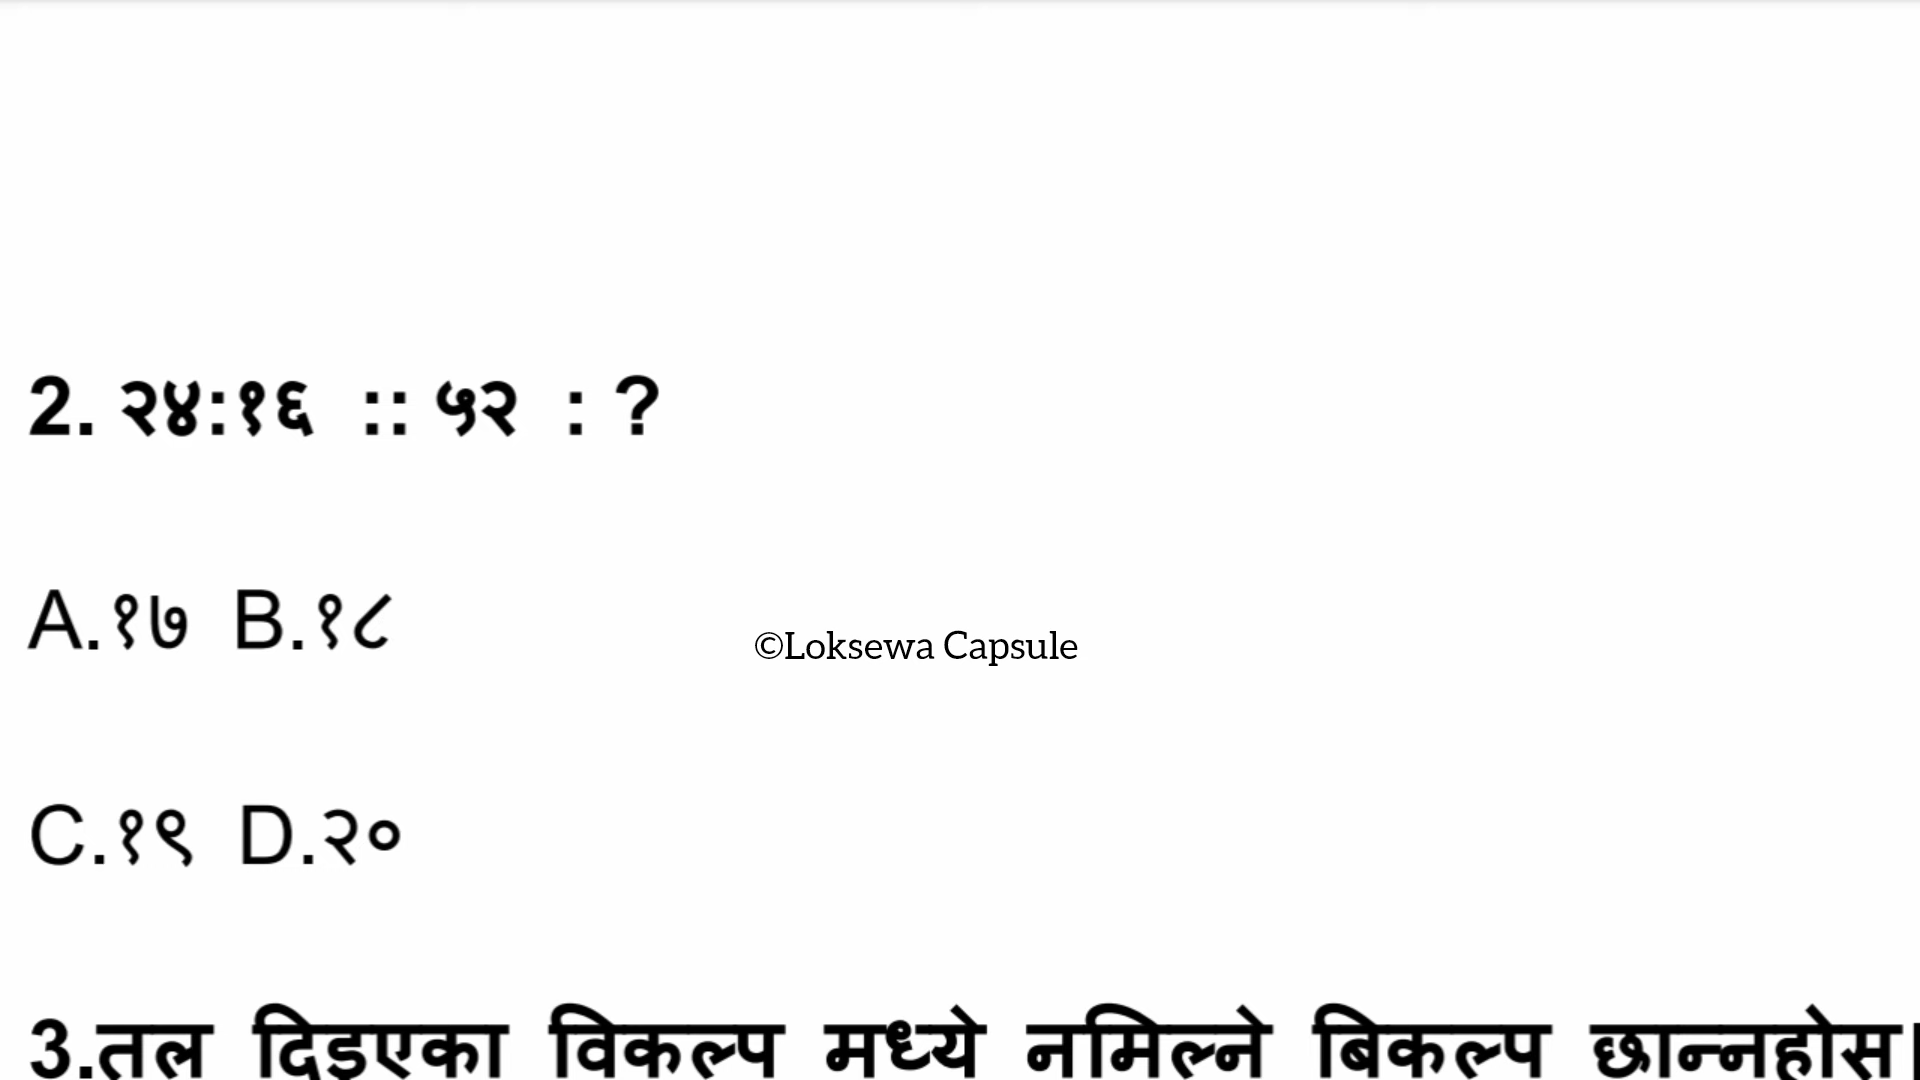 2. २४:१६ :: ५२ : ?
A.१७ B.१८
©Loksewa Capsule
C.१९ D.२०
3.तल दिइएका विकल्प मध्ये नमिल्ने बिकल्प छान्नहोस|